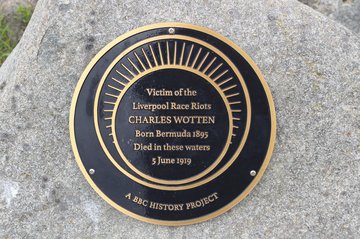 Victim of the
Liverpool Race Riots
CHARLES WOTTEN
Born Bermuda 1895
Died in these waters
5 June 1919
A BBC HISTORY PROJECT